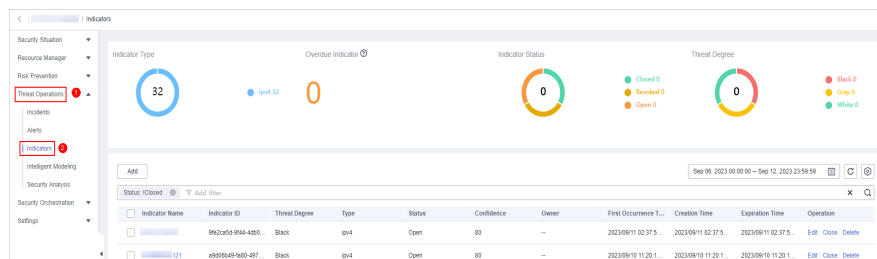 / Indicators
Security Situation
Resource Manager
Risk Prevention
Threat Operations 1
Incidents
Alerts
Indicators 2
Intelligent Modeling
Security Analysis
Security Orchestration
Settings
Indicator Type
32
ipv4 32
Overdue Indicator
0
Indicator Status
0
Closed 0
Revoked 0
Open 0
Threat Degree
0
Black 0
Gray 0
White 0
Add
Sep 06, 2023 00:00:00 – Sep 12, 2023 23:59:59
Status: !Closed Add filter
Indicator Name Indicator ID Threat Degree Type Status Confidence Owner First Occurrence T... Creation Time Expiration Time Operation
9fe2ca5d-9f44-4db0... Black ipv4 Open 80 -- 2023/09/11 02:37:5... 2023/09/11 02:37:5... 2023/09/11 02:37:5... Edit Close Delete
121 a9d06b49-fa80-497... Black ipv4 Open 80 -- 2023/09/10 11:20:1... 2023/09/10 11:20:1... 2023/09/10 11:20:1... Edit Close Delete